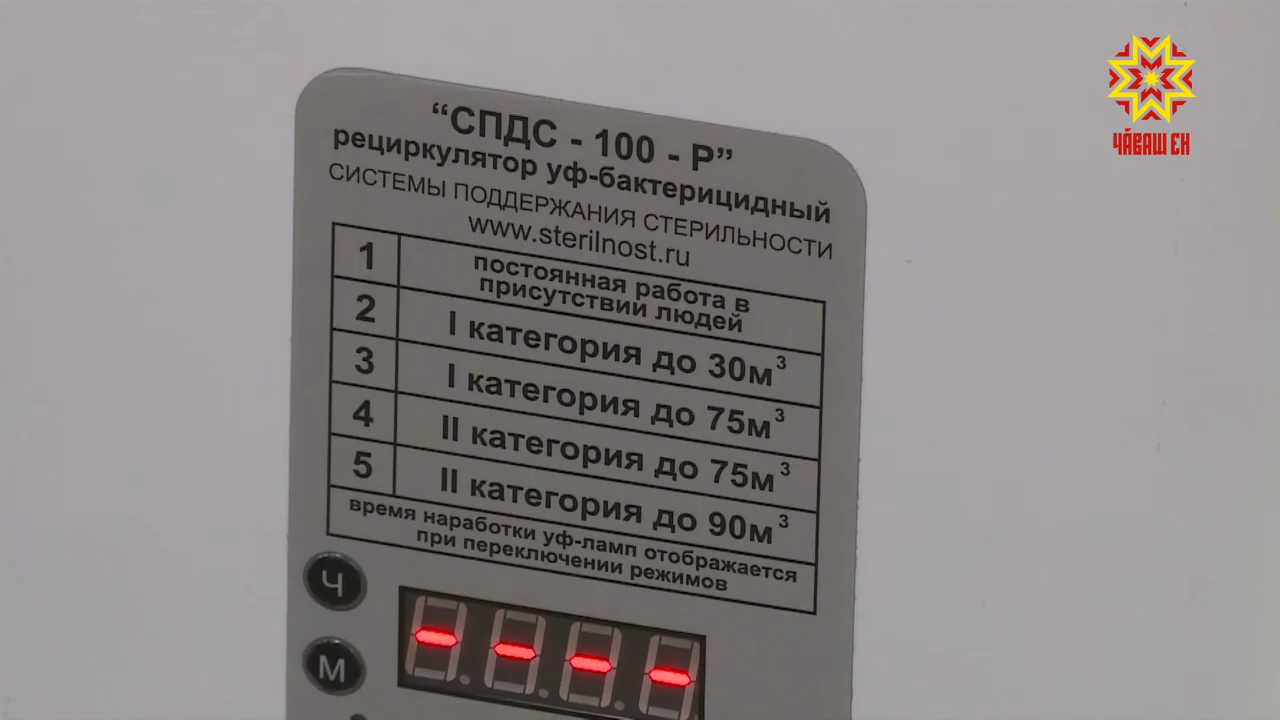 ЧӐВАШ ЕН
“СПДС - 100 - Р”
рециркулятор уф-бактерицидный
СИСТЕМЫ ПОДДЕРЖАНИЯ СТЕРИЛЬНОСТИ
www.sterilnost.ru
1 постоянная работа в
присутствии людей
2 I категория до 30м³
3 I категория до 75м³
4 II категория до 75м³
5 II категория до 90м³
время наработки уф-ламп отображается
при переключении режимов
Ч
М
- - - -